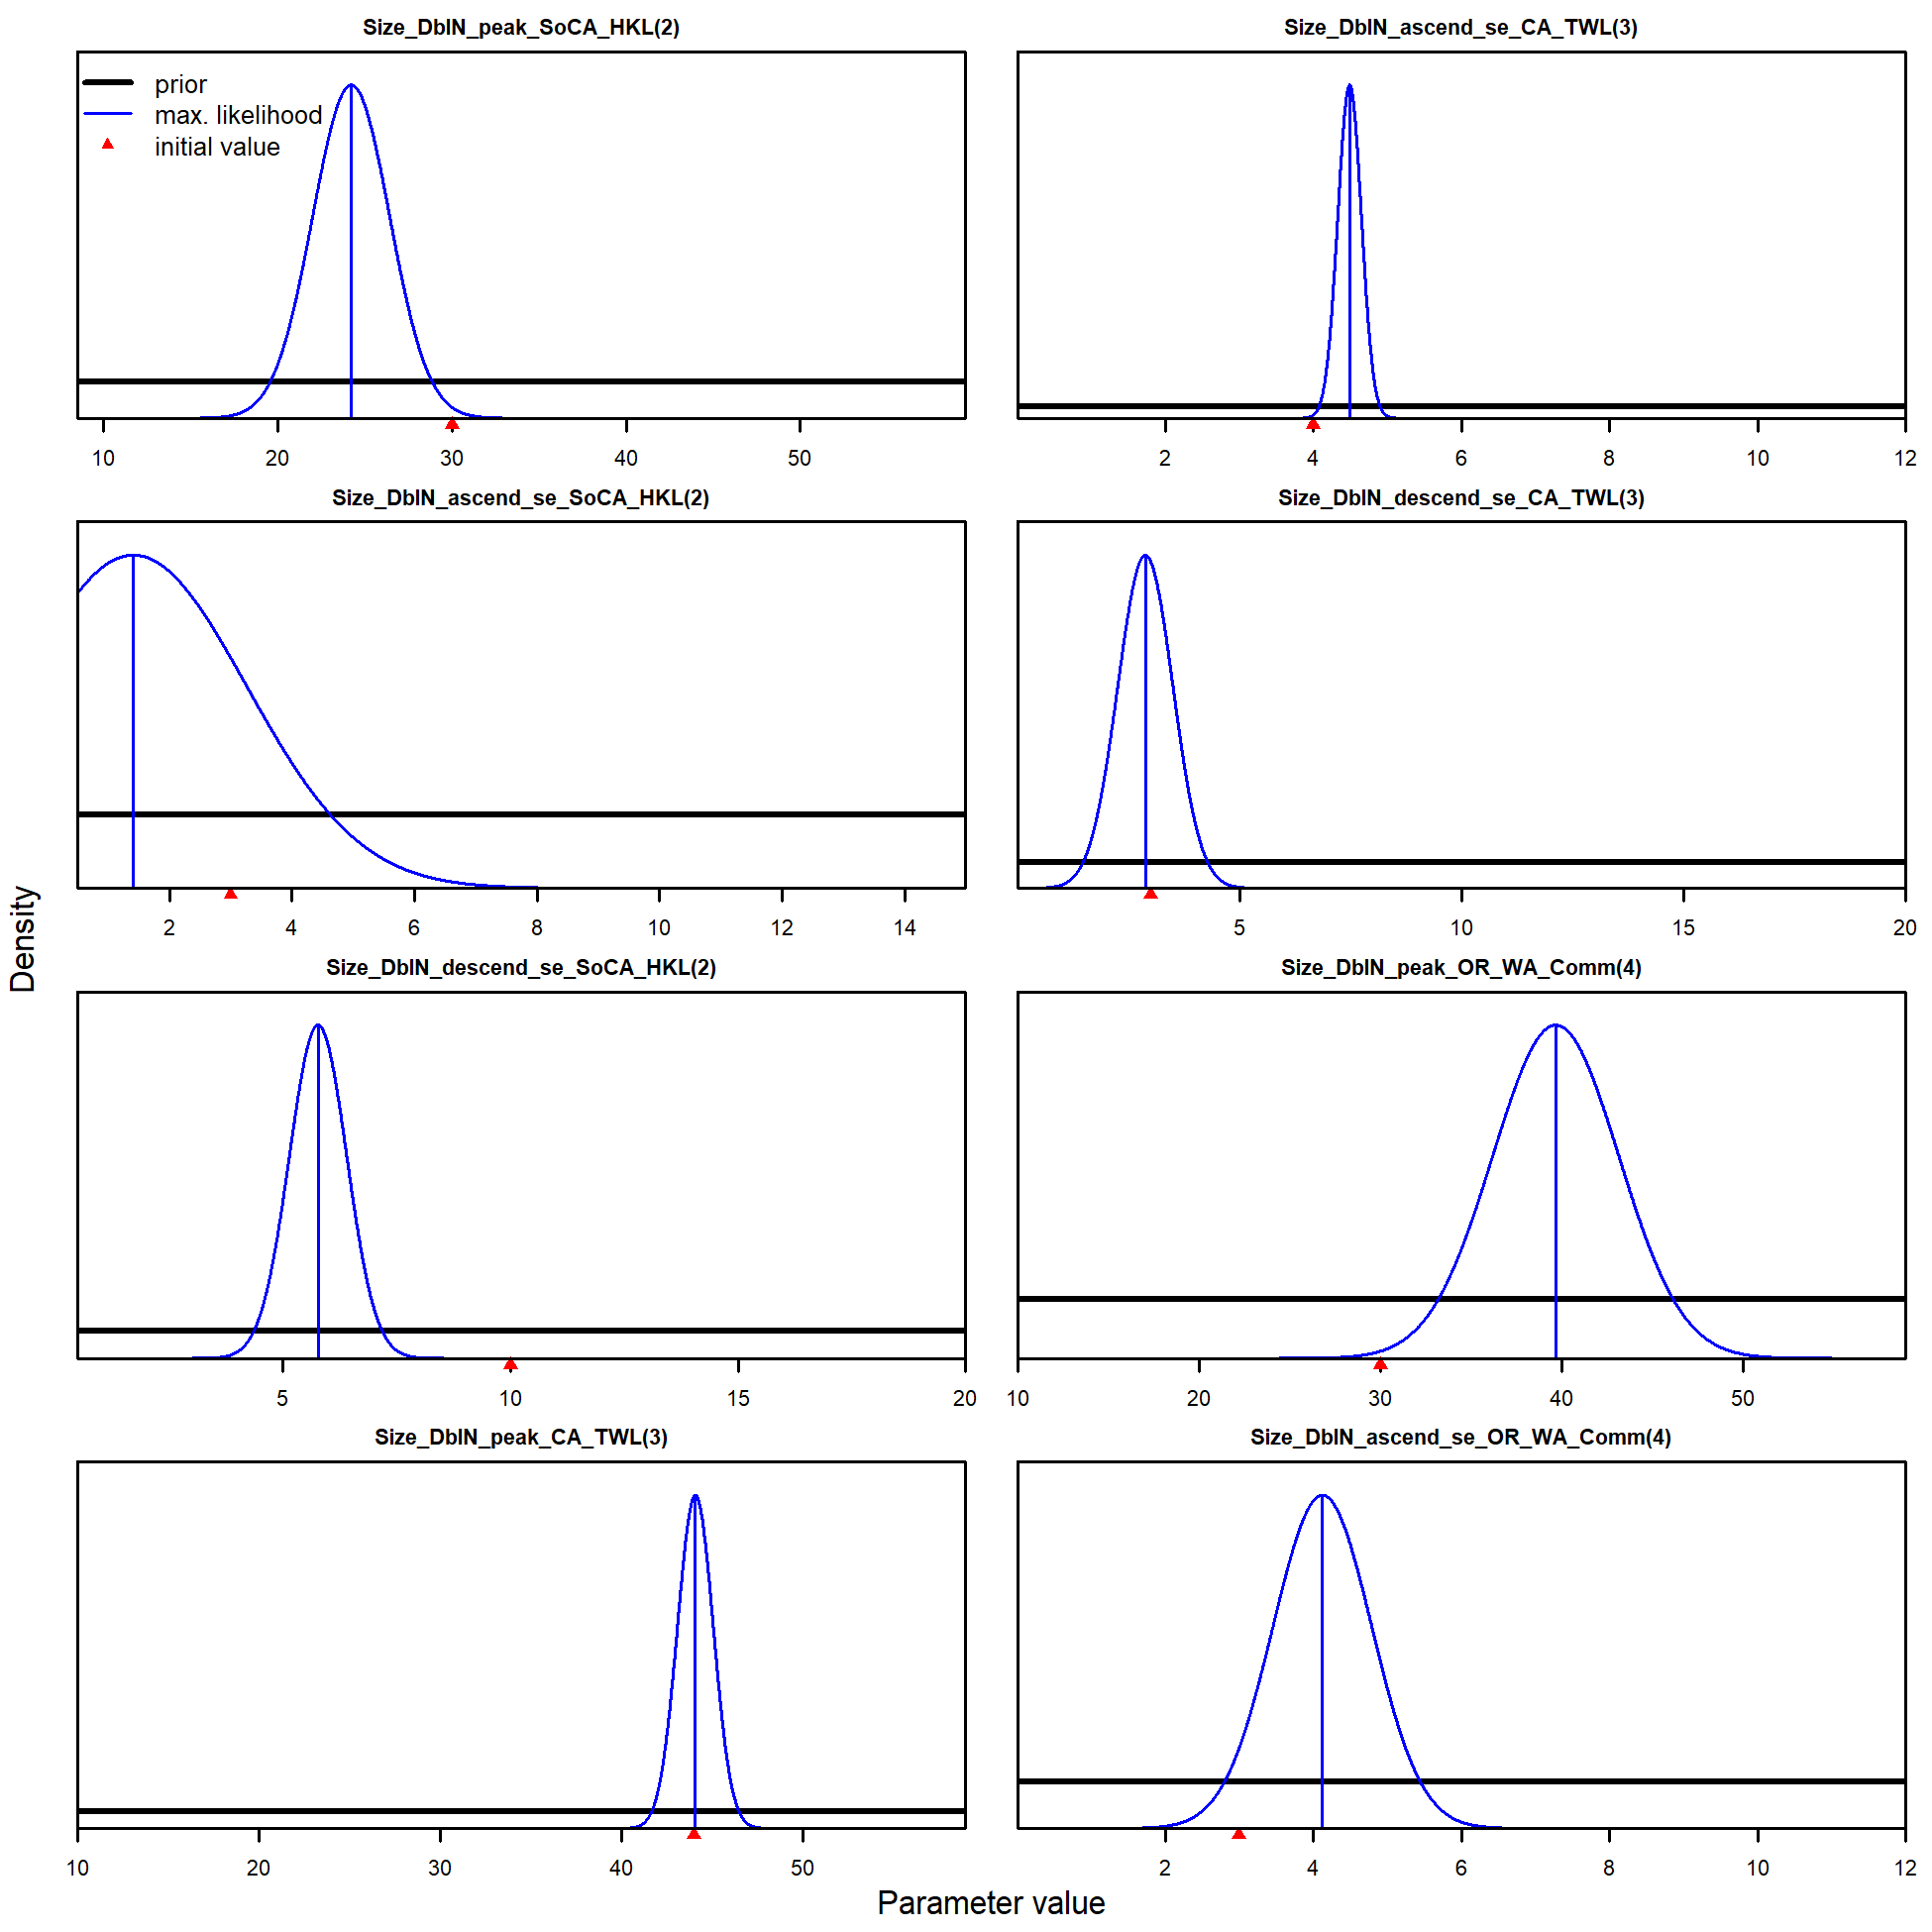 Size_DblN_peak_SoCA_HKL(2)
prior
max. likelihood
initial value
10 20 30 40 50
Size_DblN_ascend_se_CA_TWL(3)
2 4 6 8 10 12
Size_DblN_ascend_se_SoCA_HKL(2)
2 4 6 8 10 12 14
Size_DblN_descend_se_CA_TWL(3)
5 10 15 20
Size_DblN_descend_se_SoCA_HKL(2)
5 10 15 20
Size_DblN_peak_OR_WA_Comm(4)
10 20 30 40 50
Size_DblN_peak_CA_TWL(3)
10 20 30 40 50
Size_DblN_ascend_se_OR_WA_Comm(4)
2 4 6 8 10 12
Density
Parameter value